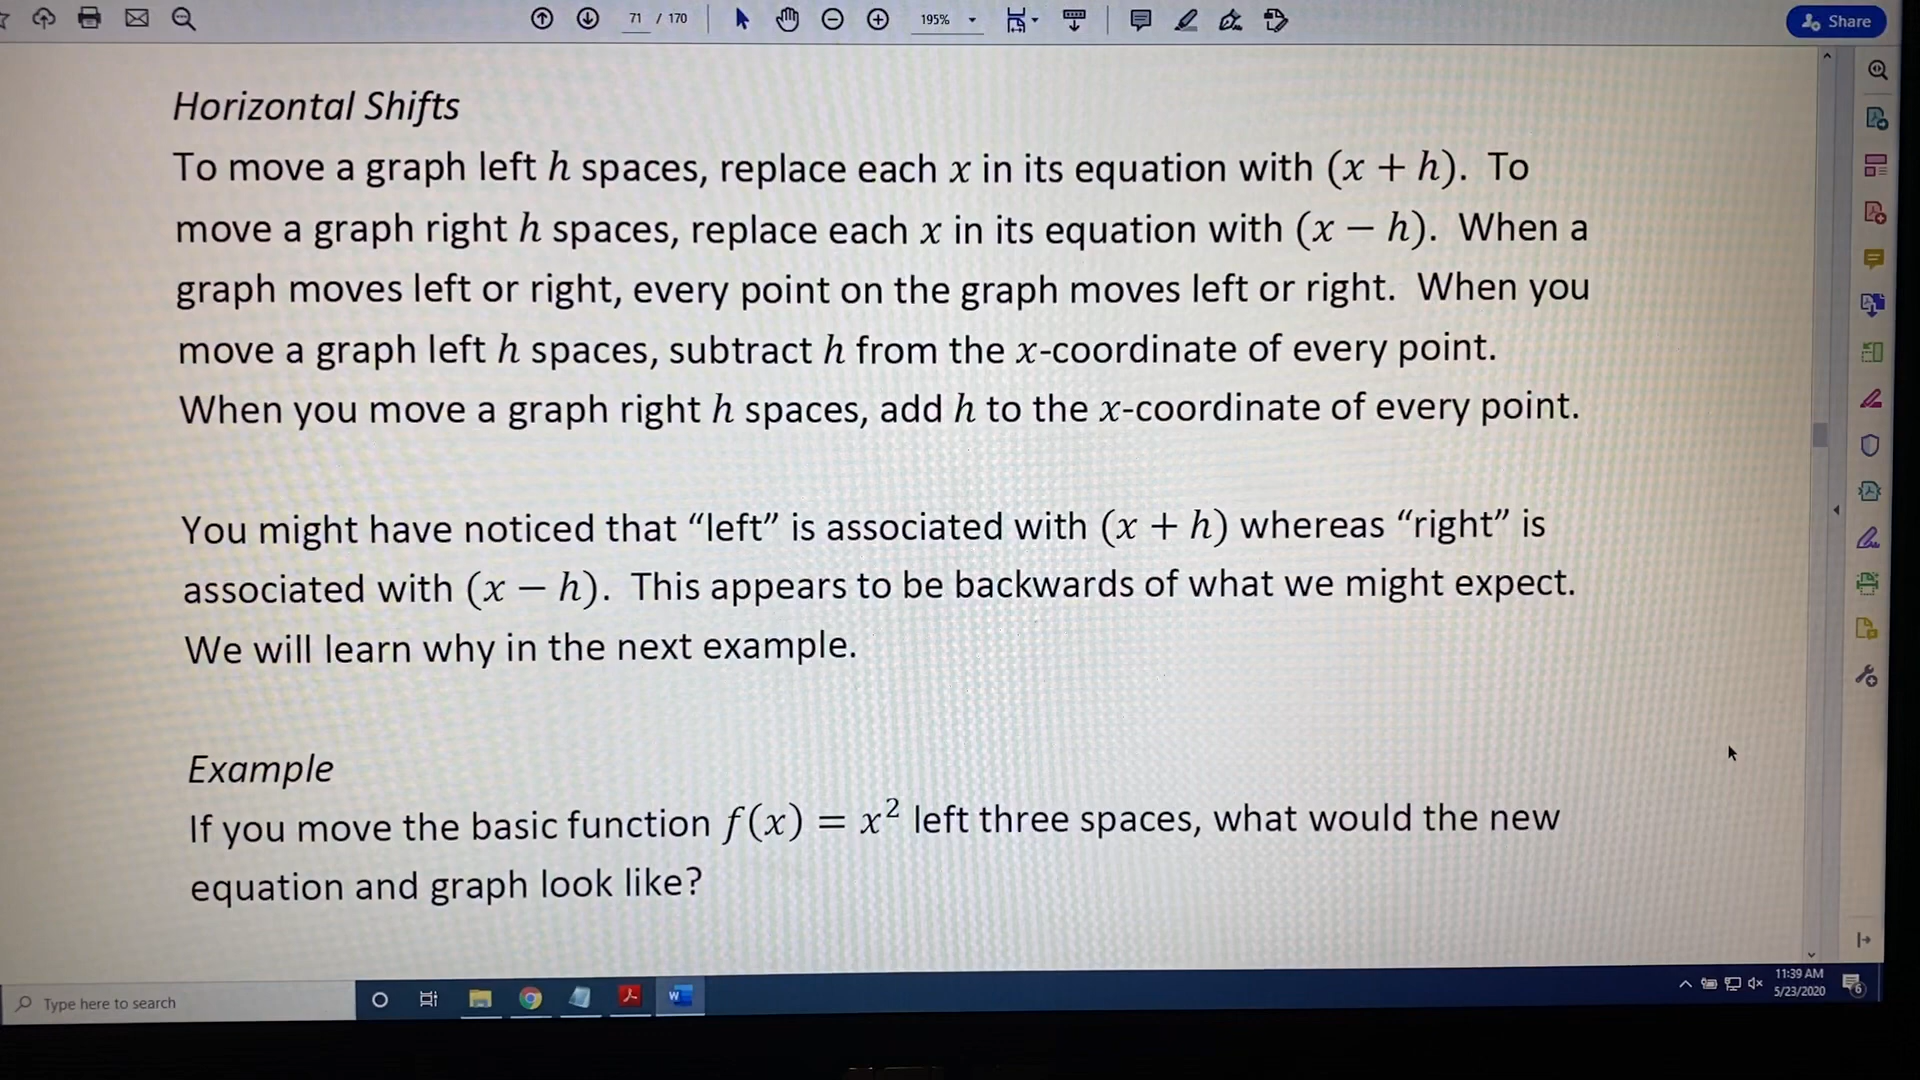 71 / 170
195%
Share
Horizontal Shifts
To move a graph left h spaces, replace each x in its equation with (x + h). To
move a graph right h spaces, replace each x in its equation with (x − h). When a
graph moves left or right, every point on the graph moves left or right. When you
move a graph left h spaces, subtract h from the x-coordinate of every point.
When you move a graph right h spaces, add h to the x-coordinate of every point.
You might have noticed that “left” is associated with (x + h) whereas “right” is
associated with (x − h). This appears to be backwards of what we might expect.
We will learn why in the next example.
Example
If you move the basic function f(x) = x² left three spaces, what would the new
equation and graph look like?
Type here to search
W
11:39 AM
5/23/2020
6